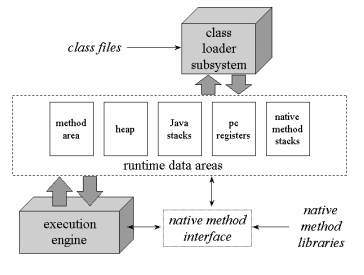 class files
class
loader
subsystem
method
area
heap
Java
stacks
pc
registers
native
method
stacks
runtime data areas
execution
engine
native method
interface
native
method
libraries